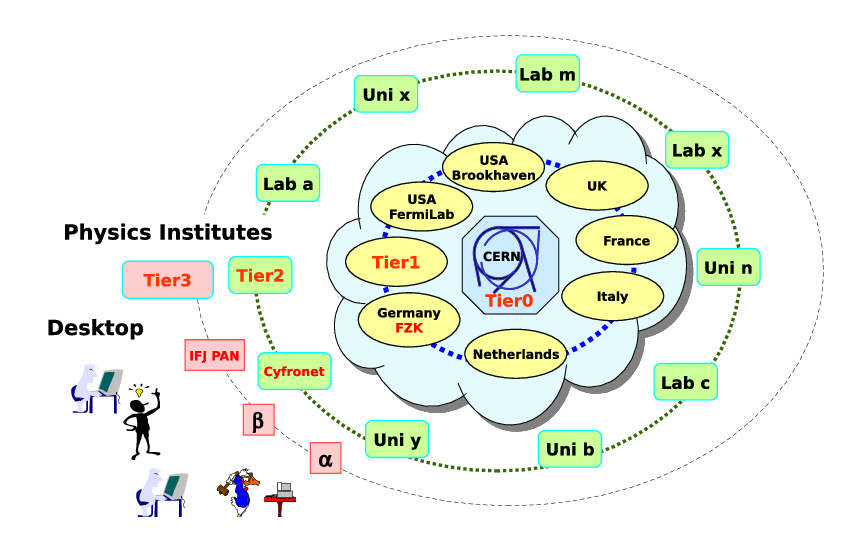 Lab m
Uni x
Lab x
USA
Brookhaven
UK
Lab a
USA
FermiLab
Physics Institutes
France
CERN
Tier1
Tier2
Tier3
Uni n
Tier0
Italy
Germany
FZK
Desktop
Netherlands
IFJ PAN
Cyfronet
Lab c
β
Uni y
Uni b
α